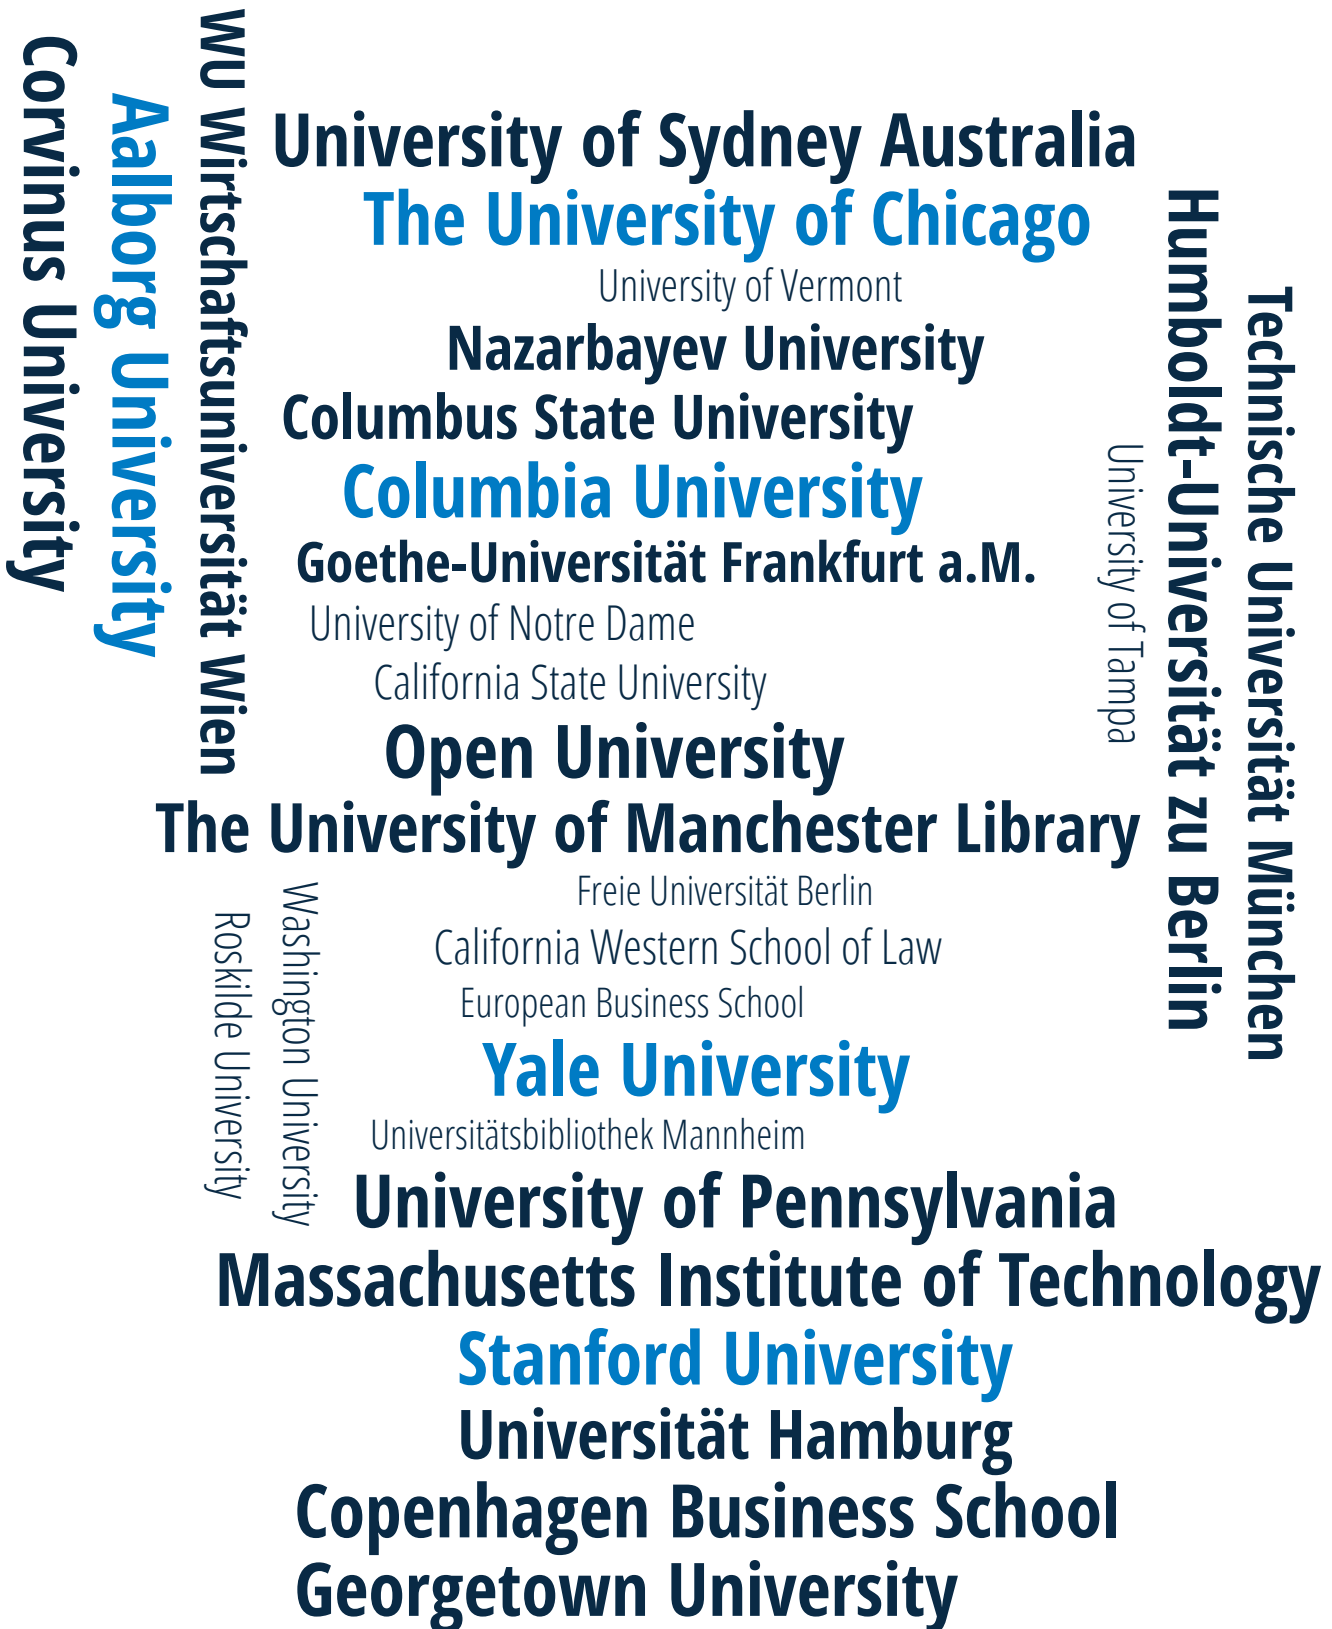 Corvinus University
Aalborg University
WU Wirtschaftsuniversität Wien
University of Sydney Australia
The University of Chicago
University of Vermont
Nazarbayev University
Columbus State University
Columbia University
Goethe-Universität Frankfurt a.M.
University of Notre Dame
California State University
Open University
The University of Manchester Library
Freie Universität Berlin
California Western School of Law
European Business School
Yale University
Universitätsbibliothek Mannheim
University of Pennsylvania
Massachusetts Institute of Technology
Stanford University
Universität Hamburg
Copenhagen Business School
Georgetown University
Roskilde University
Washington University
University of Tampa
Humboldt-Universität zu Berlin
Technische Universität München